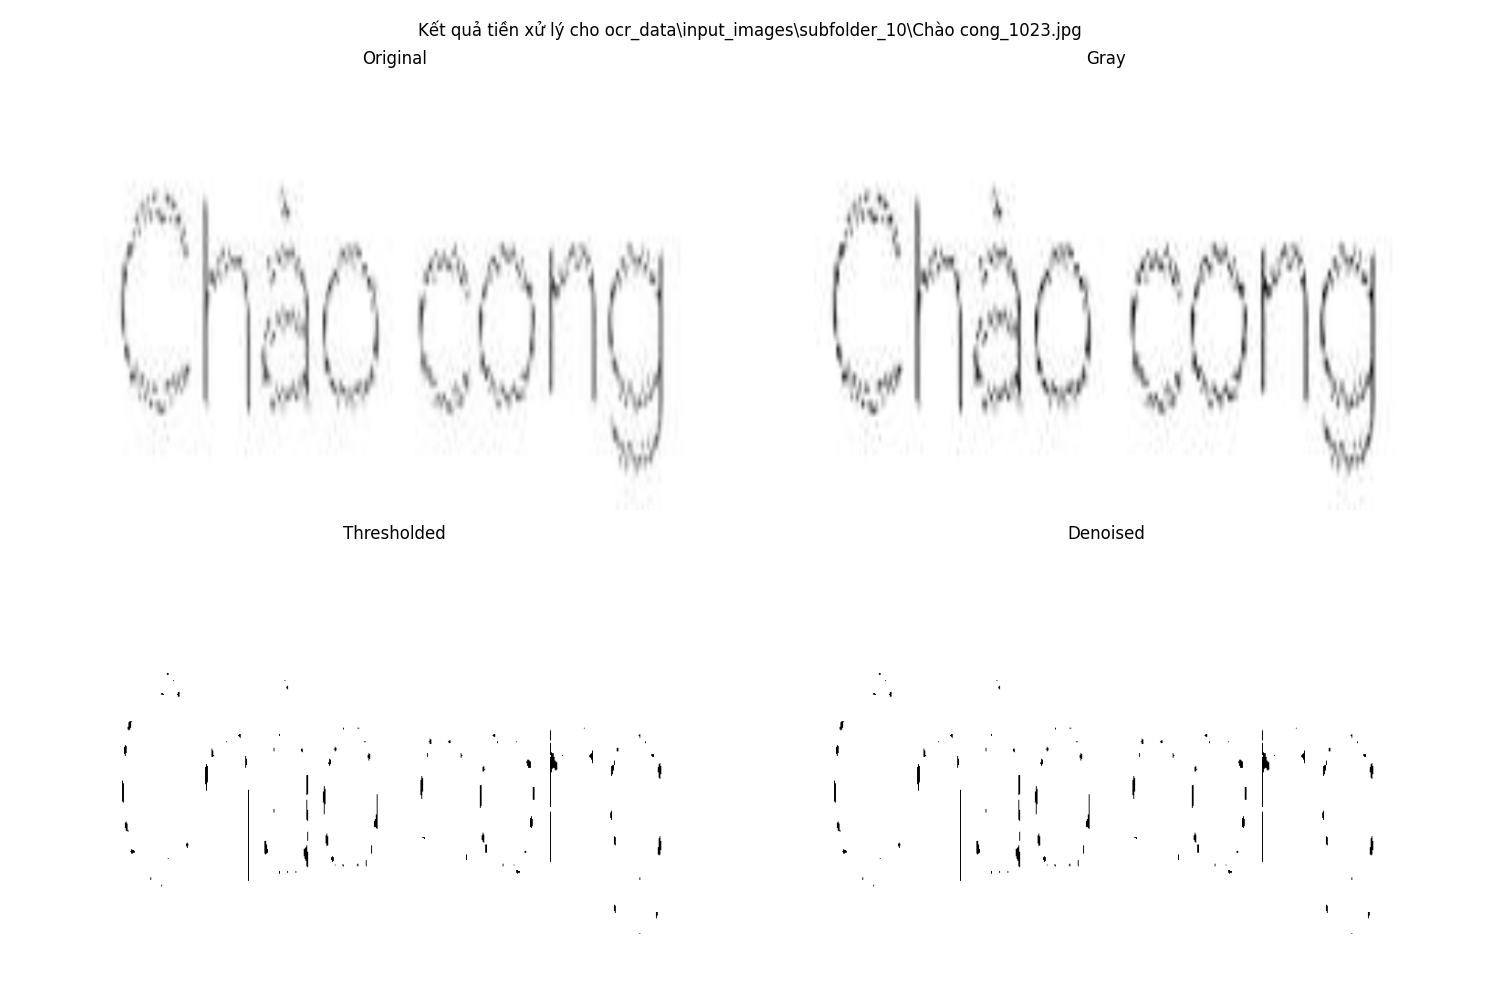 Kết quả tiền xử lý cho ocr_data\input_images\subfolder_10\Chào cong_1023.jpg
Original
Gray
Chào cong
Chào cong
Thresholded
Denoised